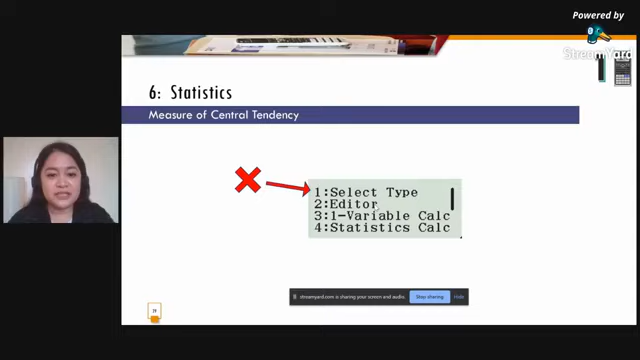 Powered by
StreamYard
6: Statistics
Measure of Central Tendency
1:Select Type
2:Editor
3:1-Variable Calc
4:Statistics Calc
streamyard.com is sharing your screen and audio.
Stop sharing
Hide